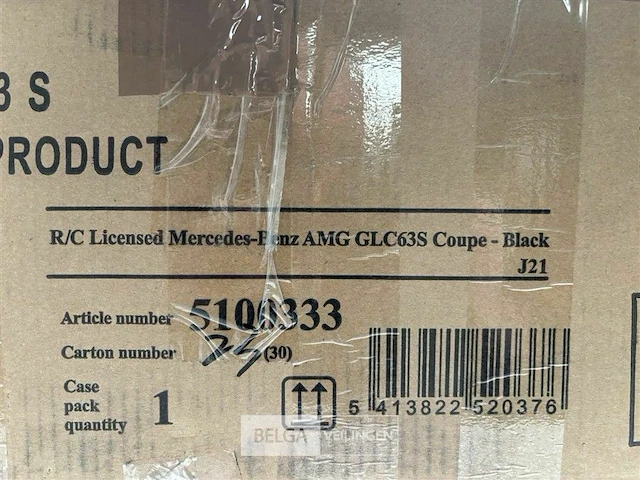 3 S
PRODUCT
R/C Licensed Mercedes-Benz AMG GLC63S Coupe - Black
J21
Article number 5100333
Carton number (30)
Case
pack
quantity 1
5 413822 520376
BELGA VEILINGEN